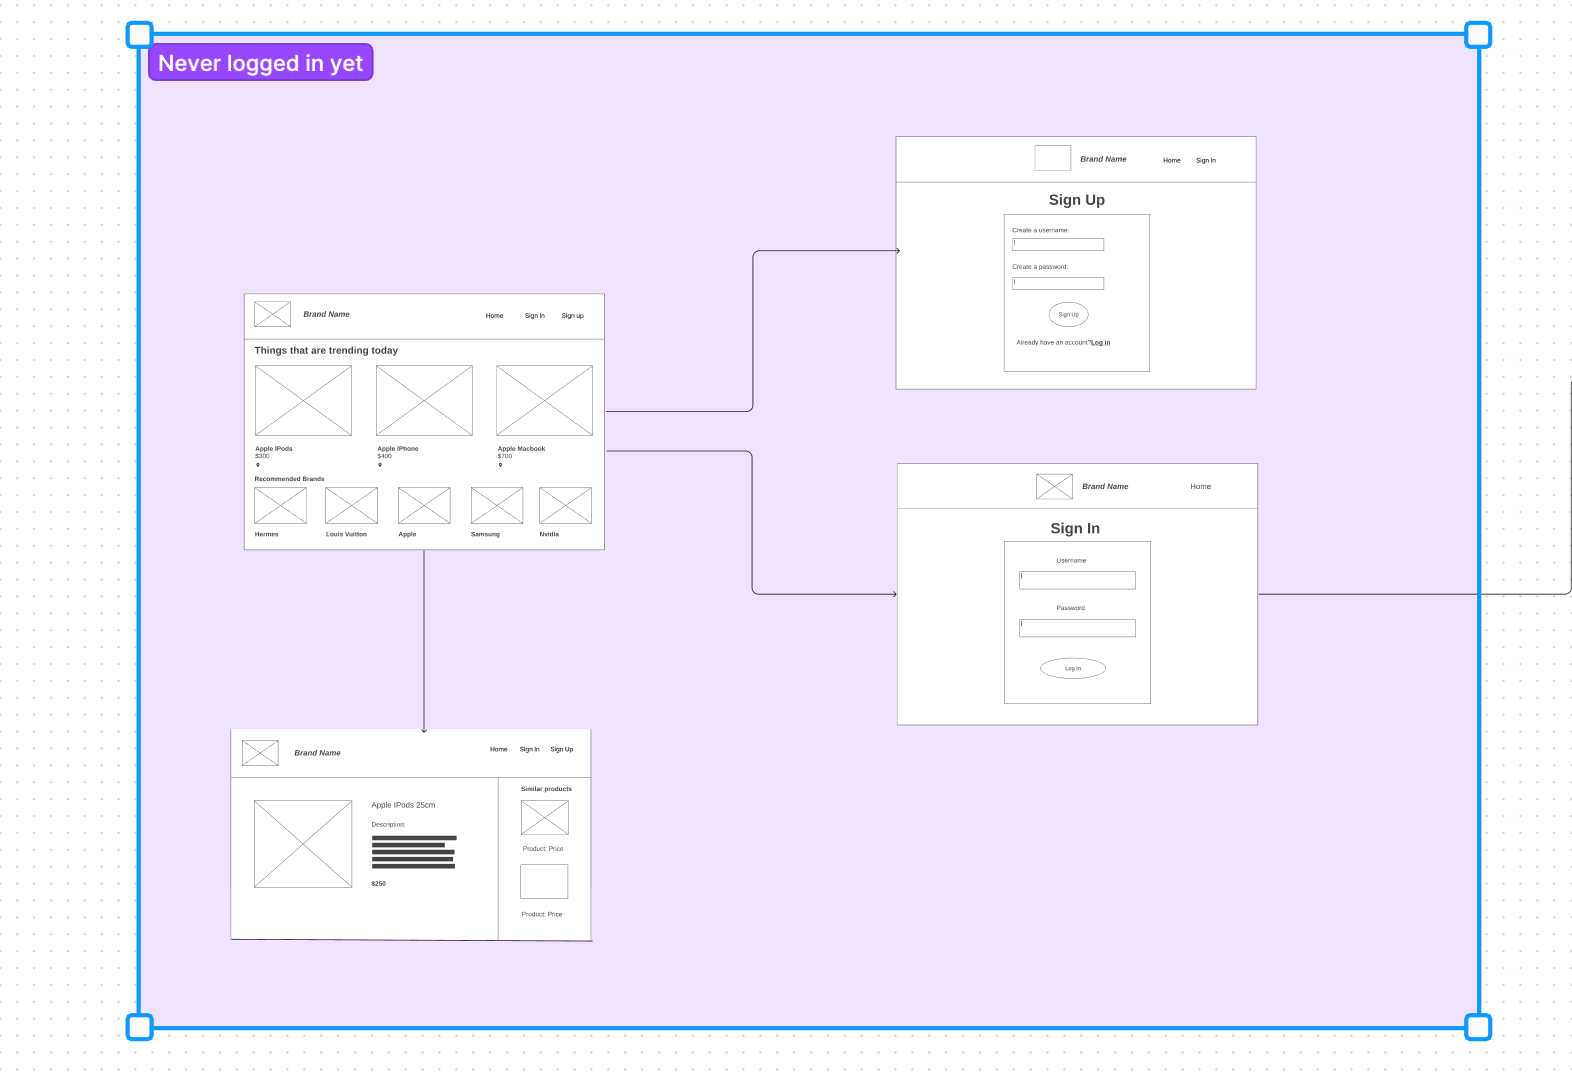 Never logged in yet
Brand Name
Home Sign In
Sign Up
Create a username:
Create a password:
Sign Up
Already have an account?Log in
Brand Name
Home Sign In Sign up
Things that are trending today
Apple IPods Apple IPhone Apple Macbook
$300 $400 $700
Recommended Brands
Hermes Louis Vuitton Apple Samsung Nvidia
Brand Name
Home
Sign In
Username
Password
Log In
Brand Name
Home Sign In Sign Up
Apple IPods 25cm
Description:
$250
Similar products
Product: Price
Product: Price